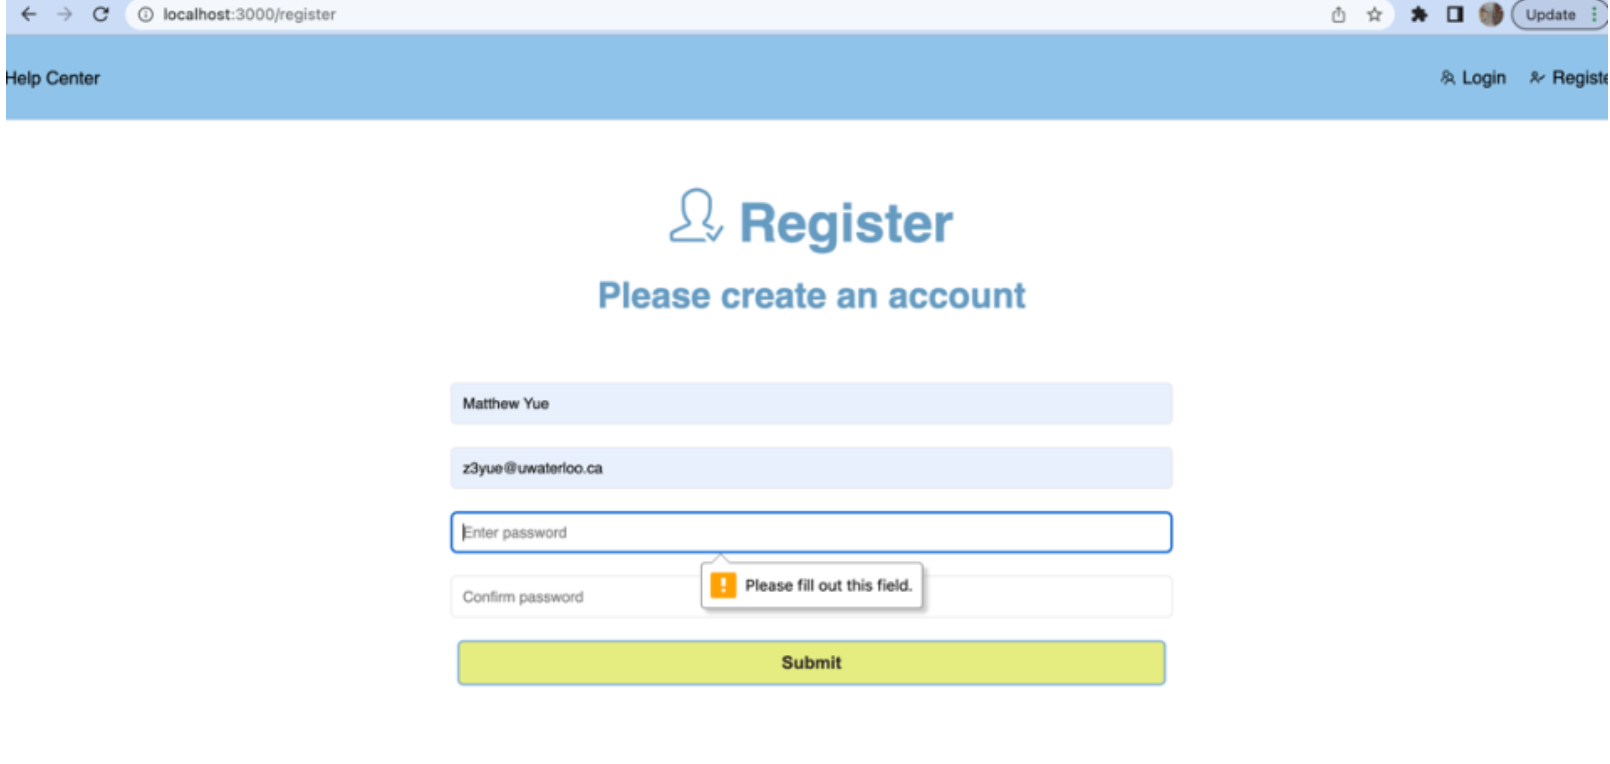 localhost:3000/register
Update
Help Center
Login
Registe
Register
Please create an account
Matthew Yue
z3yue@uwaterloo.ca
Enter password
Please fill out this field.
Confirm password
Submit